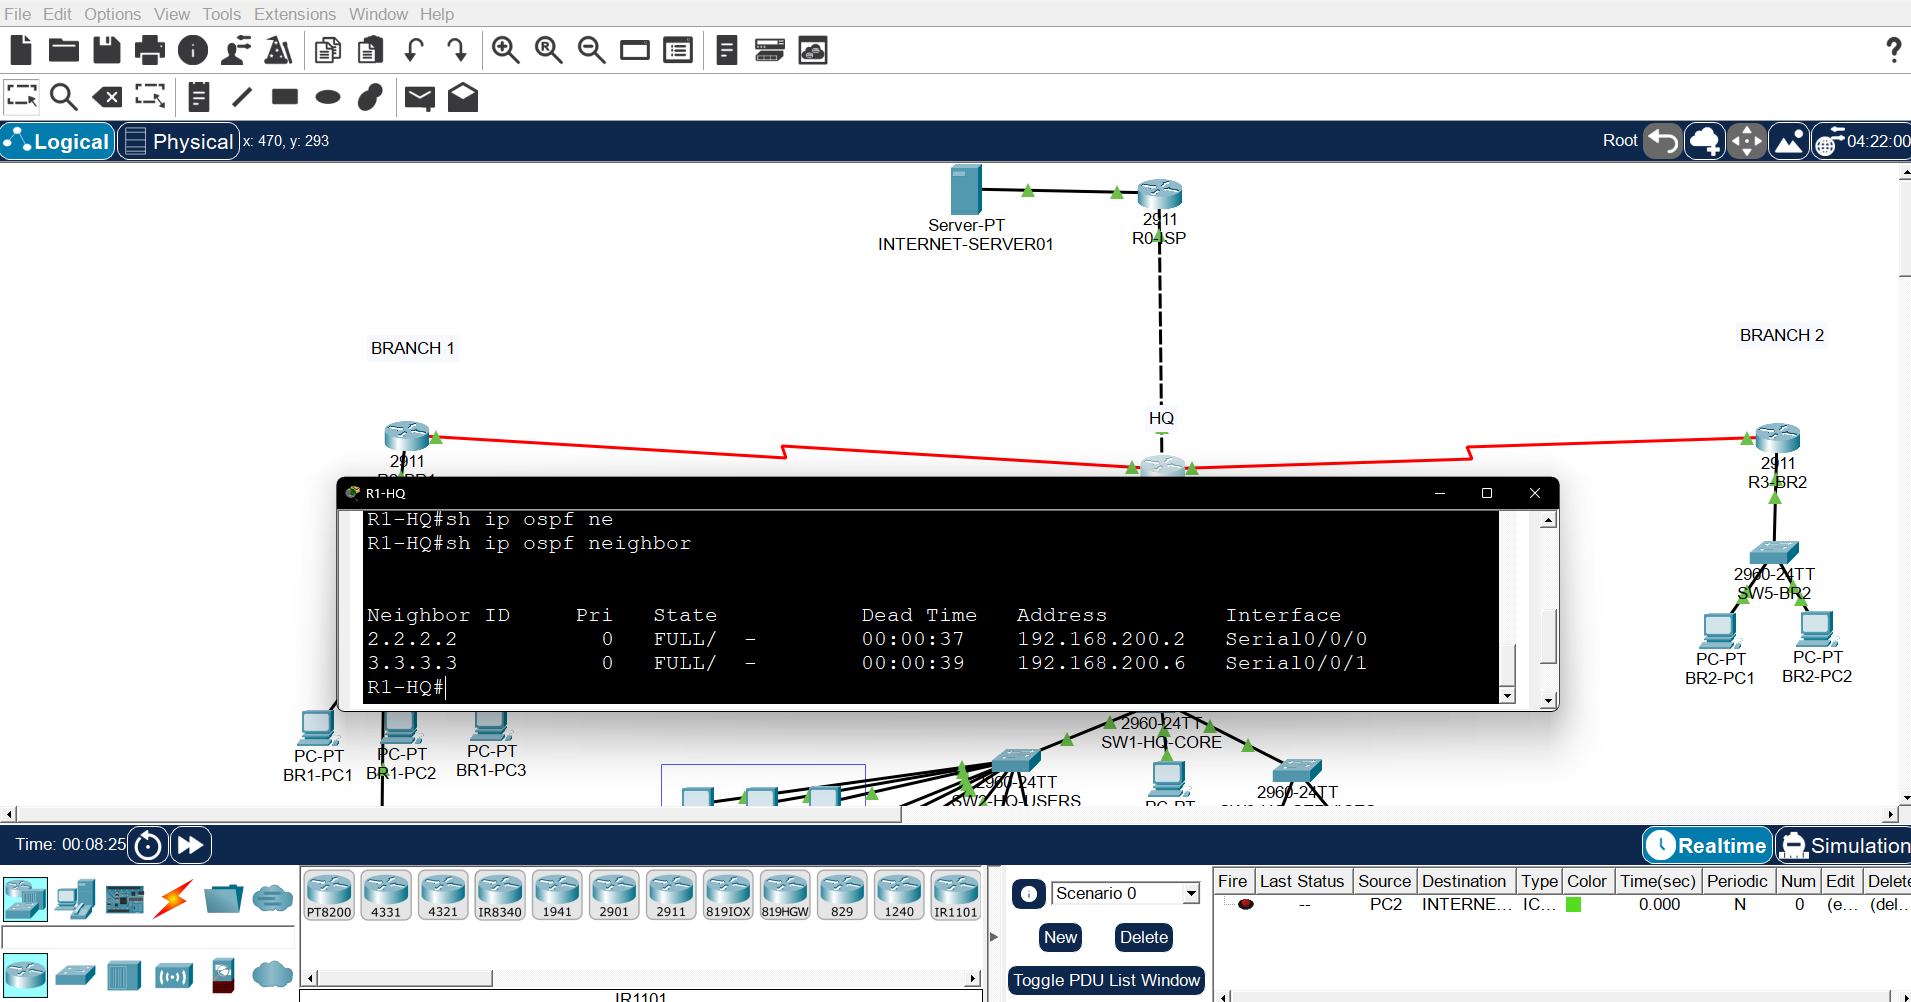 File Edit Options View Tools Extensions Window Help
?
Logical Physical x: 470, y: 293 Root 04:22:00
Server-PT
INTERNET-SERVER01
2911
R0-ISP
BRANCH 1
BRANCH 2
HQ
2911
2911
R3-BR2
R1-HQ
R1-HQ#sh ip ospf ne
R1-HQ#sh ip ospf neighbor
Neighbor ID Pri State Dead Time Address Interface
2.2.2.2 0 FULL/ - 00:00:37 192.168.200.2 Serial0/0/0
3.3.3.3 0 FULL/ - 00:00:39 192.168.200.6 Serial0/0/1
R1-HQ#
2960-24TT
SW5-BR2
PC-PT
BR2-PC1
PC-PT
BR2-PC2
PC-PT
BR1-PC1
PC-PT
BR1-PC2
PC-PT
BR1-PC3
2960-24TT
SW1-HQ-CORE
2960-24TT
SW2-HQ-USERS
PC-PT
2960-24TT
Time: 00:08:25 Realtime Simulation
PT8200 4331 4321 IR8340 1941 2901 2911 819IOX 819HGW 829 1240 IR1101
IR1101
Scenario 0
New Delete
Toggle PDU List Window
Fire Last Status Source Destination Type Color Time(sec) Periodic Num Edit Delete
-- PC2 INTERNE... IC... 0.000 N 0 (e... (del...